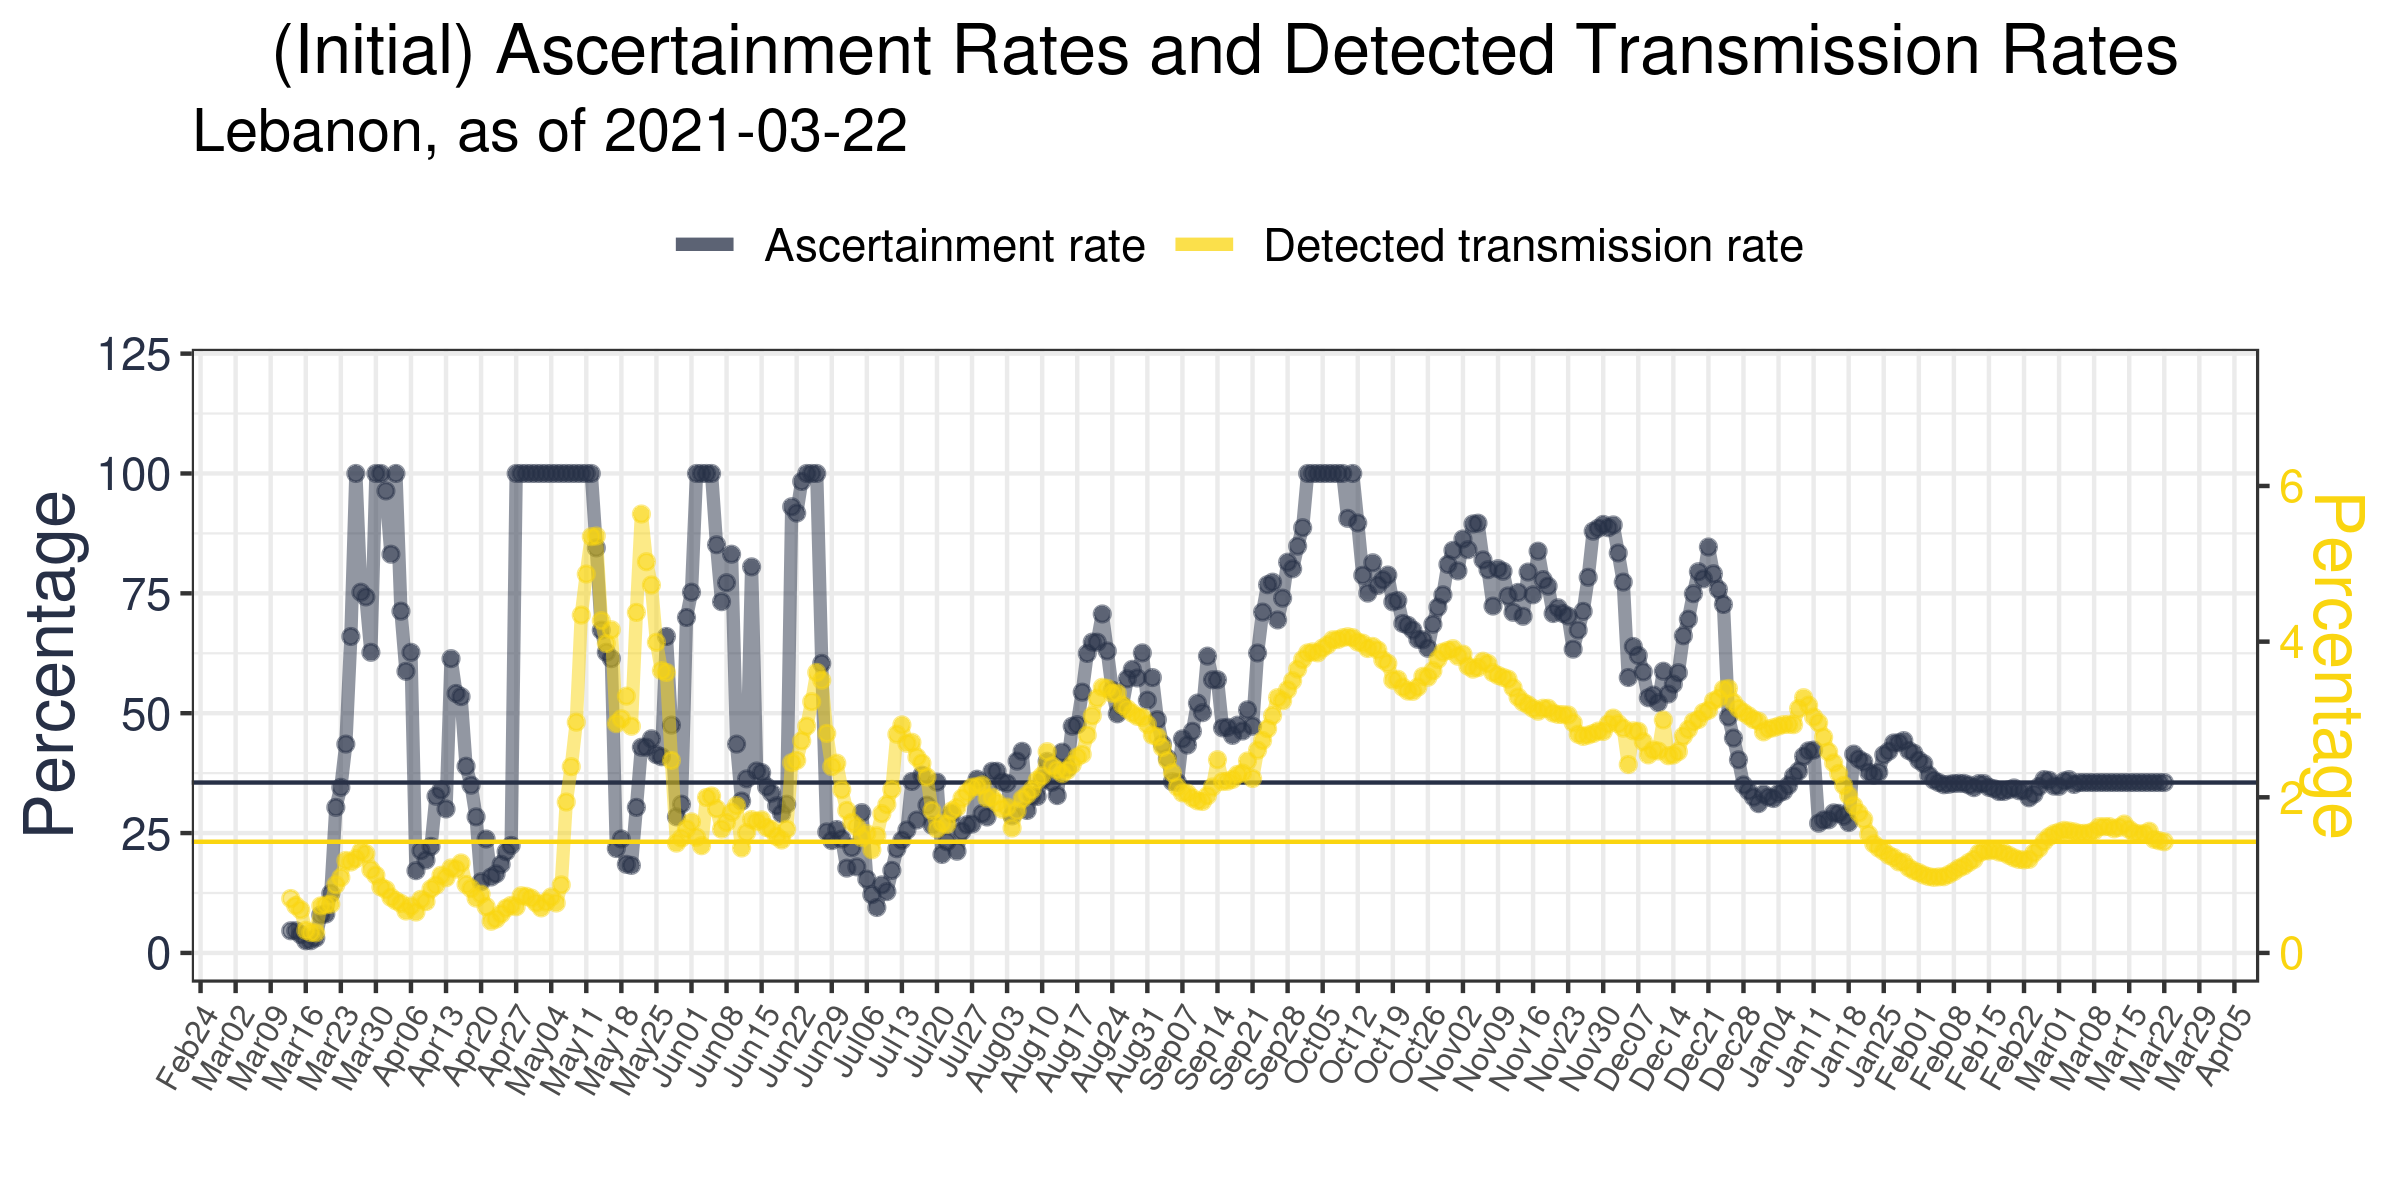 (Initial) Ascertainment Rates and Detected Transmission Rates
Lebanon, as of 2021-03-22
Ascertainment rate
Detected transmission rate
Percentage
125
100
75
50
25
0
6
4
2
0
Percentage
Feb24
Mar02
Mar09
Mar16
Mar23
Mar30
Apr06
Apr13
Apr20
Apr27
May04
May11
May18
May25
Jun01
Jun08
Jun15
Jun22
Jun29
Jul06
Jul13
Jul20
Jul27
Aug03
Aug10
Aug17
Aug24
Aug31
Sep07
Sep14
Sep21
Sep28
Oct05
Oct12
Oct19
Oct26
Nov02
Nov09
Nov16
Nov23
Nov30
Dec07
Dec14
Dec21
Dec28
Jan04
Jan11
Jan18
Jan25
Feb01
Feb08
Feb15
Feb22
Mar01
Mar08
Mar15
Mar22
Mar29
Apr05